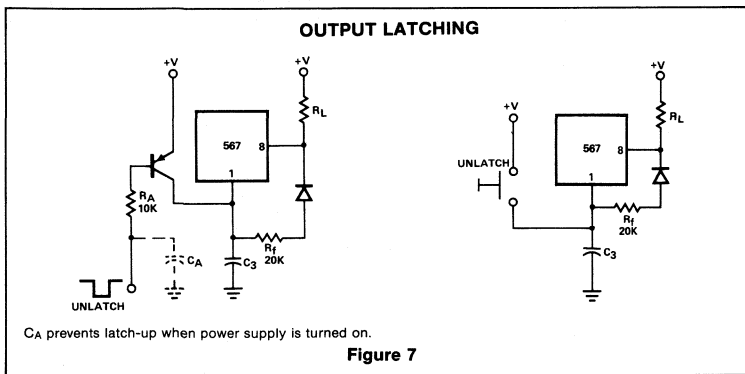 OUTPUT LATCHING
+V
+V
RL
567
8
1
RA
10K
CA
C3
Rf
20K
UNLATCH
+V
+V
RL
567
8
1
UNLATCH
Rf
20K
C3
CA prevents latch-up when power supply is turned on.
Figure 7